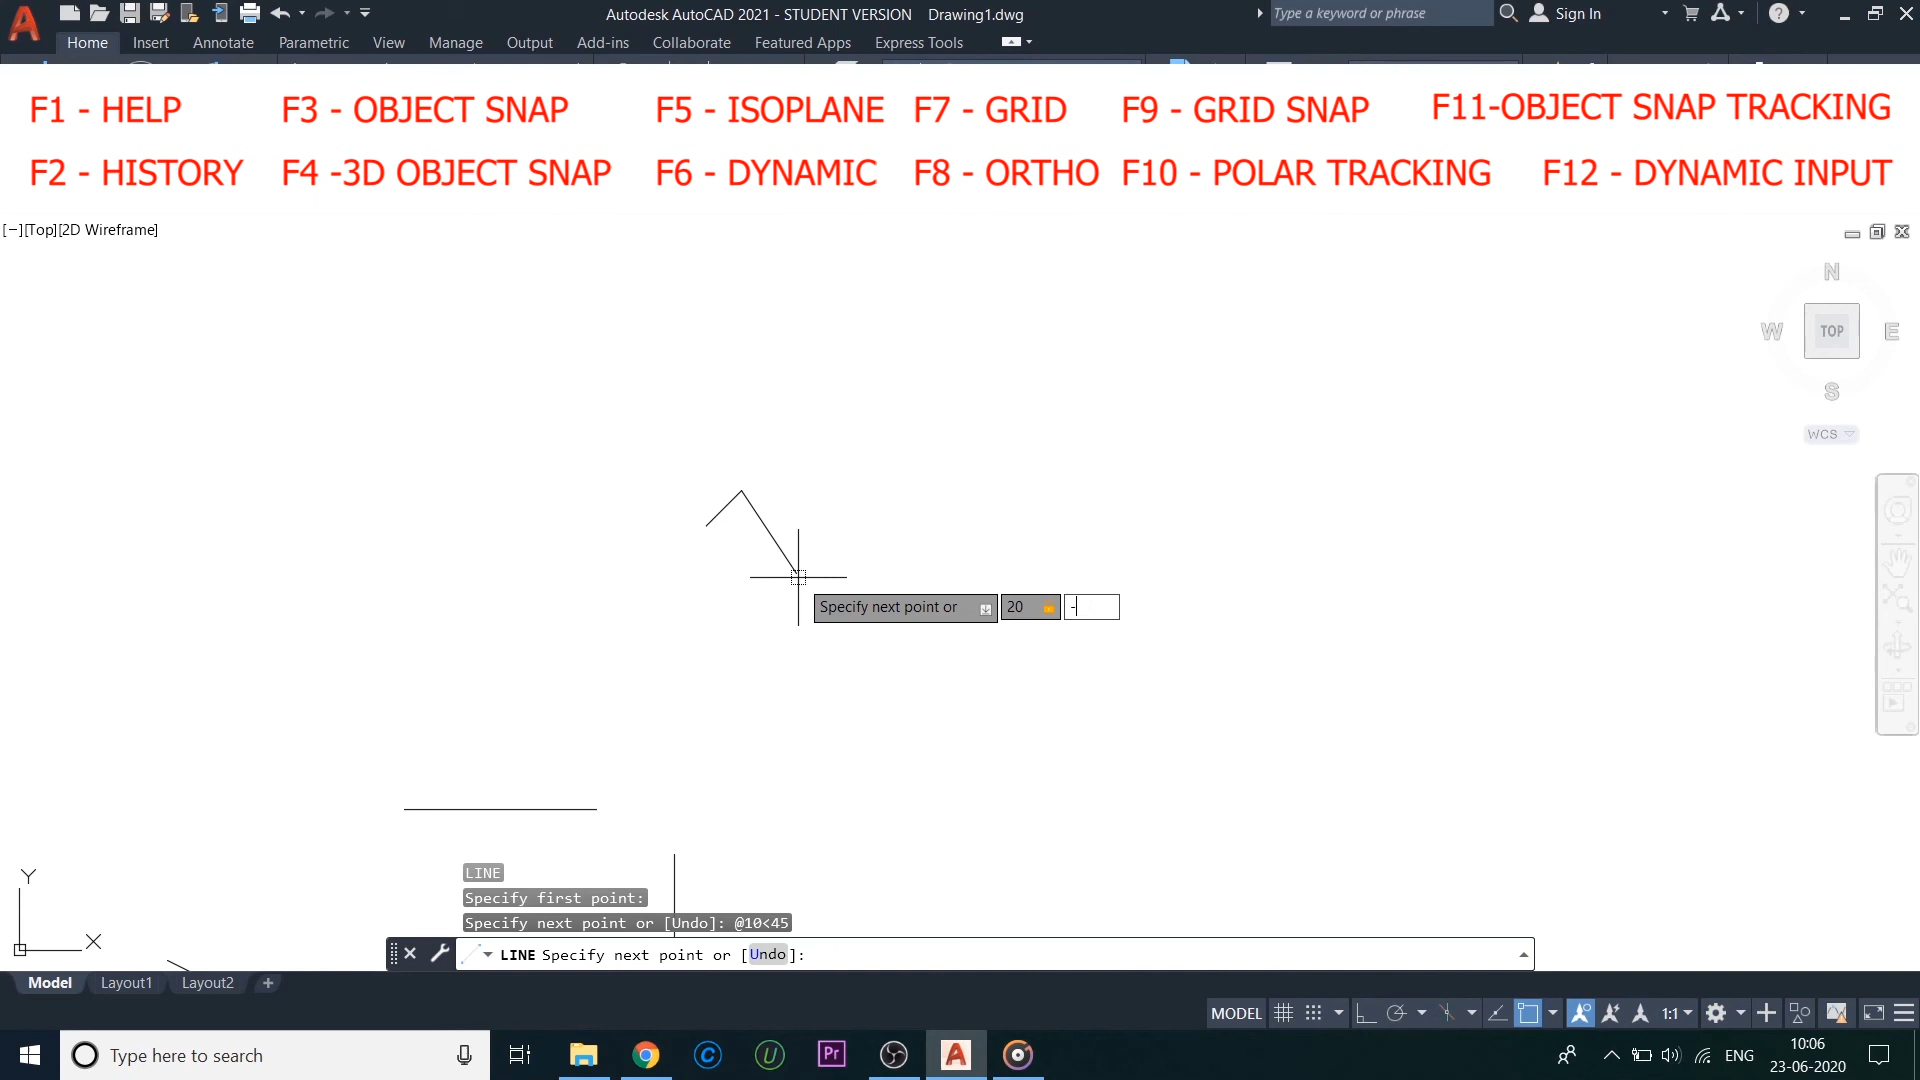 Autodesk AutoCAD 2021 - STUDENT VERSION Drawing1.dwg
Type a keyword or phrase
Sign In
Home Insert Annotate Parametric View Manage Output Add-ins Collaborate Featured Apps Express Tools
F1 - HELP F3 - OBJECT SNAP F5 - ISOPLANE F7 - GRID F9 - GRID SNAP F11-OBJECT SNAP TRACKING
F2 - HISTORY F4 -3D OBJECT SNAP F6 - DYNAMIC F8 - ORTHO F10 - POLAR TRACKING F12 - DYNAMIC INPUT
[−][Top][2D Wireframe]
N
W TOP E
S
WCS
Specify next point or 20 -
Y
X
LINE
Specify first point:
Specify next point or [Undo]: @10<45
LINE Specify next point or [Undo]:
Model Layout1 Layout2 +
MODEL 1:1
Type here to search
ENG
10:06
23-06-2020